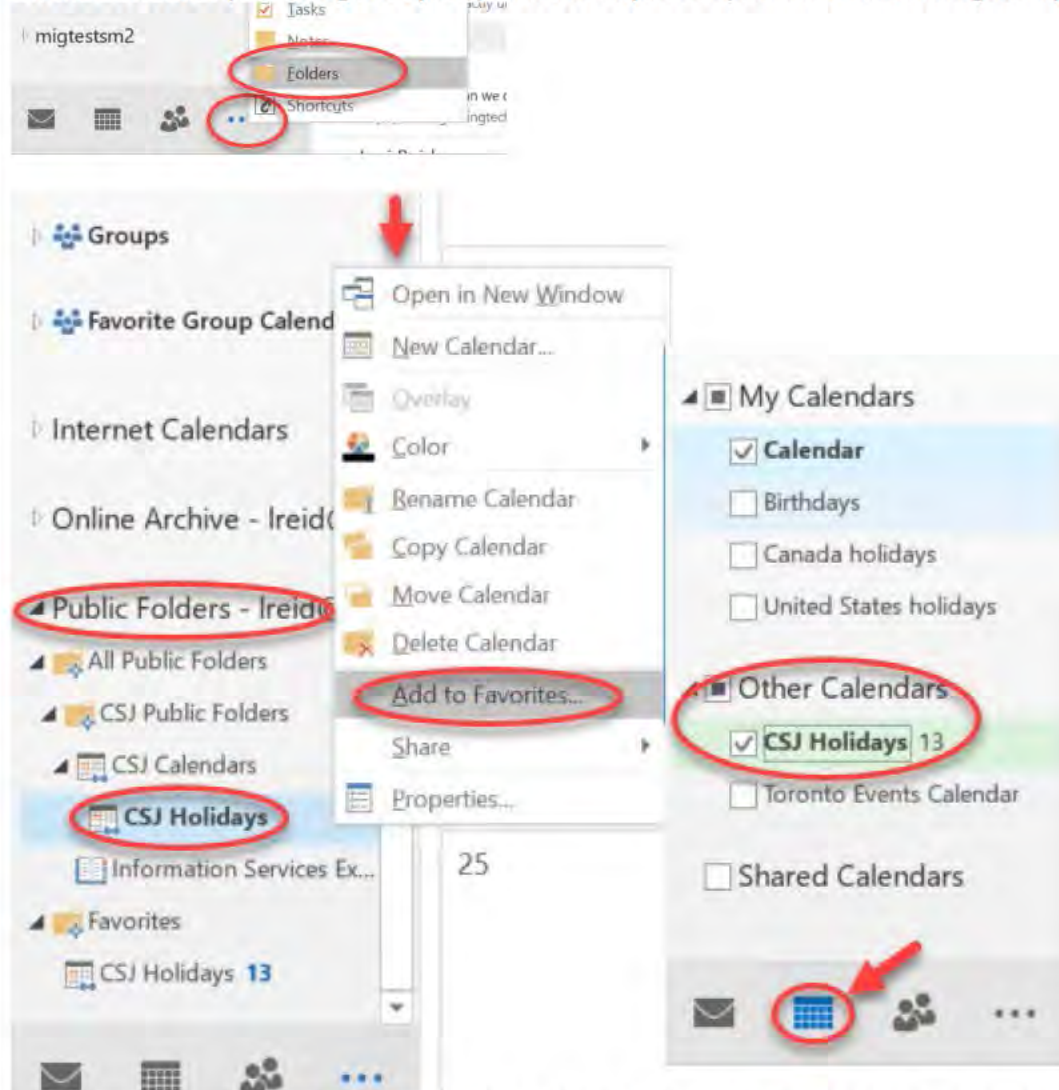 Tasks
migtestsm2
Notes
Folders
Shortcuts
Groups
Favorite Group Calend
Internet Calendars
Online Archive - lreid(
Public Folders - lreid@
All Public Folders
CSJ Public Folders
CSJ Calendars
CSJ Holidays
Information Services Ex...
Favorites
CSJ Holidays 13
Open in New Window
New Calendar...
Overlay
Color
Rename Calendar
Copy Calendar
Move Calendar
Delete Calendar
Add to Favorites...
Share
Properties...
25
My Calendars
Calendar
Birthdays
Canada holidays
United States holidays
Other Calendars
CSJ Holidays 13
Toronto Events Calendar
Shared Calendars